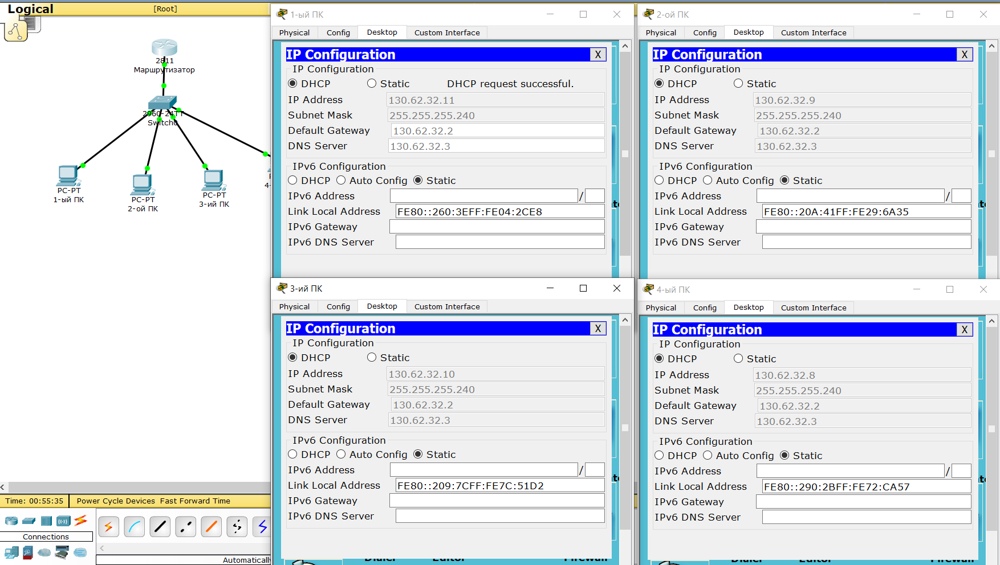 Logical
[Root]
2811
Маршрутизатор
2960-24TT
Switch0
PC-PT
1-ый ПК
PC-PT
2-ой ПК
PC-PT
3-ий ПК
4-
Time: 00:55:35
Power Cycle Devices Fast Forward Time
Connections
Automatically
1-ый ПК
Physical Config Desktop Custom Interface
IP Configuration X
IP Configuration
DHCP Static DHCP request successful.
IP Address 130.62.32.11
Subnet Mask 255.255.255.240
Default Gateway 130.62.32.2
DNS Server 130.62.32.3
IPv6 Configuration
DHCP Auto Config Static
IPv6 Address /
Link Local Address FE80::260:3EFF:FE04:2CE8
IPv6 Gateway
IPv6 DNS Server
2-ой ПК
Physical Config Desktop Custom Interface
IP Configuration X
IP Configuration
DHCP Static
IP Address 130.62.32.9
Subnet Mask 255.255.255.240
Default Gateway 130.62.32.2
DNS Server 130.62.32.3
IPv6 Configuration
DHCP Auto Config Static
IPv6 Address /
Link Local Address FE80::20A:41FF:FE29:6A35
IPv6 Gateway
IPv6 DNS Server
3-ий ПК
Physical Config Desktop Custom Interface
IP Configuration X
IP Configuration
DHCP Static
IP Address 130.62.32.10
Subnet Mask 255.255.255.240
Default Gateway 130.62.32.2
DNS Server 130.62.32.3
IPv6 Configuration
DHCP Auto Config Static
IPv6 Address /
Link Local Address FE80::209:7CFF:FE7C:51D2
IPv6 Gateway
IPv6 DNS Server
Dialer Editor Firewall
4-ый ПК
Physical Config Desktop Custom Interface
IP Configuration X
IP Configuration
DHCP Static
IP Address 130.62.32.8
Subnet Mask 255.255.255.240
Default Gateway 130.62.32.2
DNS Server 130.62.32.3
IPv6 Configuration
DHCP Auto Config Static
IPv6 Address /
Link Local Address FE80::290:2BFF:FE72:CA57
IPv6 Gateway
IPv6 DNS Server
Dialer Editor Firewall